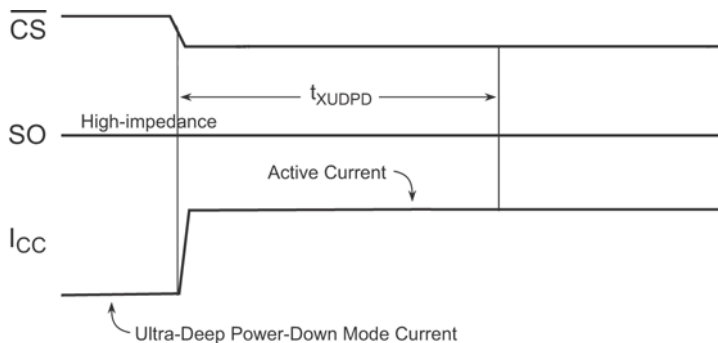 CS
tXUDPD
High-impedance
SO
Active Current
ICC
Ultra-Deep Power-Down Mode Current